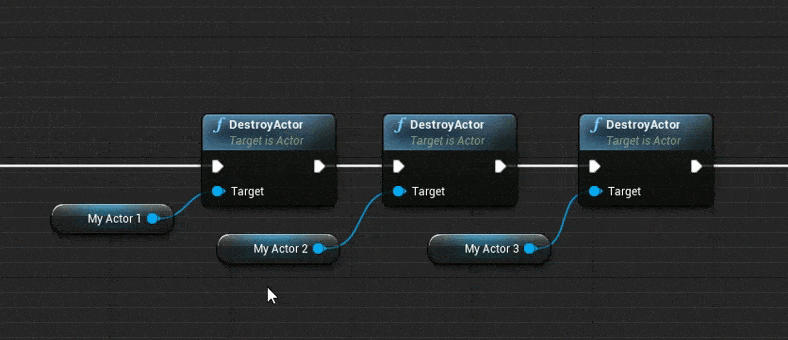 DestroyActor
Target is Actor
Target
DestroyActor
Target is Actor
Target
DestroyActor
Target is Actor
Target
My Actor 1
My Actor 2
My Actor 3